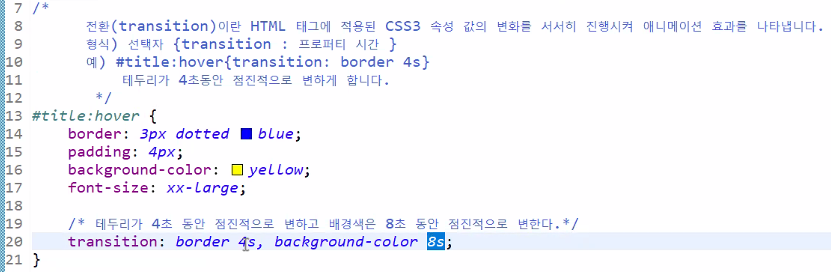 7 /*
8 전환(transition)이란 HTML 태그에 적용된 CSS3 속성 값의 변화를 서서히 진행시켜 애니메이션 효과를 나타냅니다.
9 형식) 선택자 {transition : 프로퍼티 시간 }
10 예) #title:hover{transition: border 4s}
11 테두리가 4초동안 점진적으로 변하게 합니다.
12 */
13 #title:hover {
14 border: 3px dotted blue;
15 padding: 4px;
16 background-color: yellow;
17 font-size: xx-large;
18
19 /* 테두리가 4초 동안 점진적으로 변하고 배경색은 8초 동안 점진적으로 변한다.*/
20 transition: border 4s, background-color 8s;
21 }